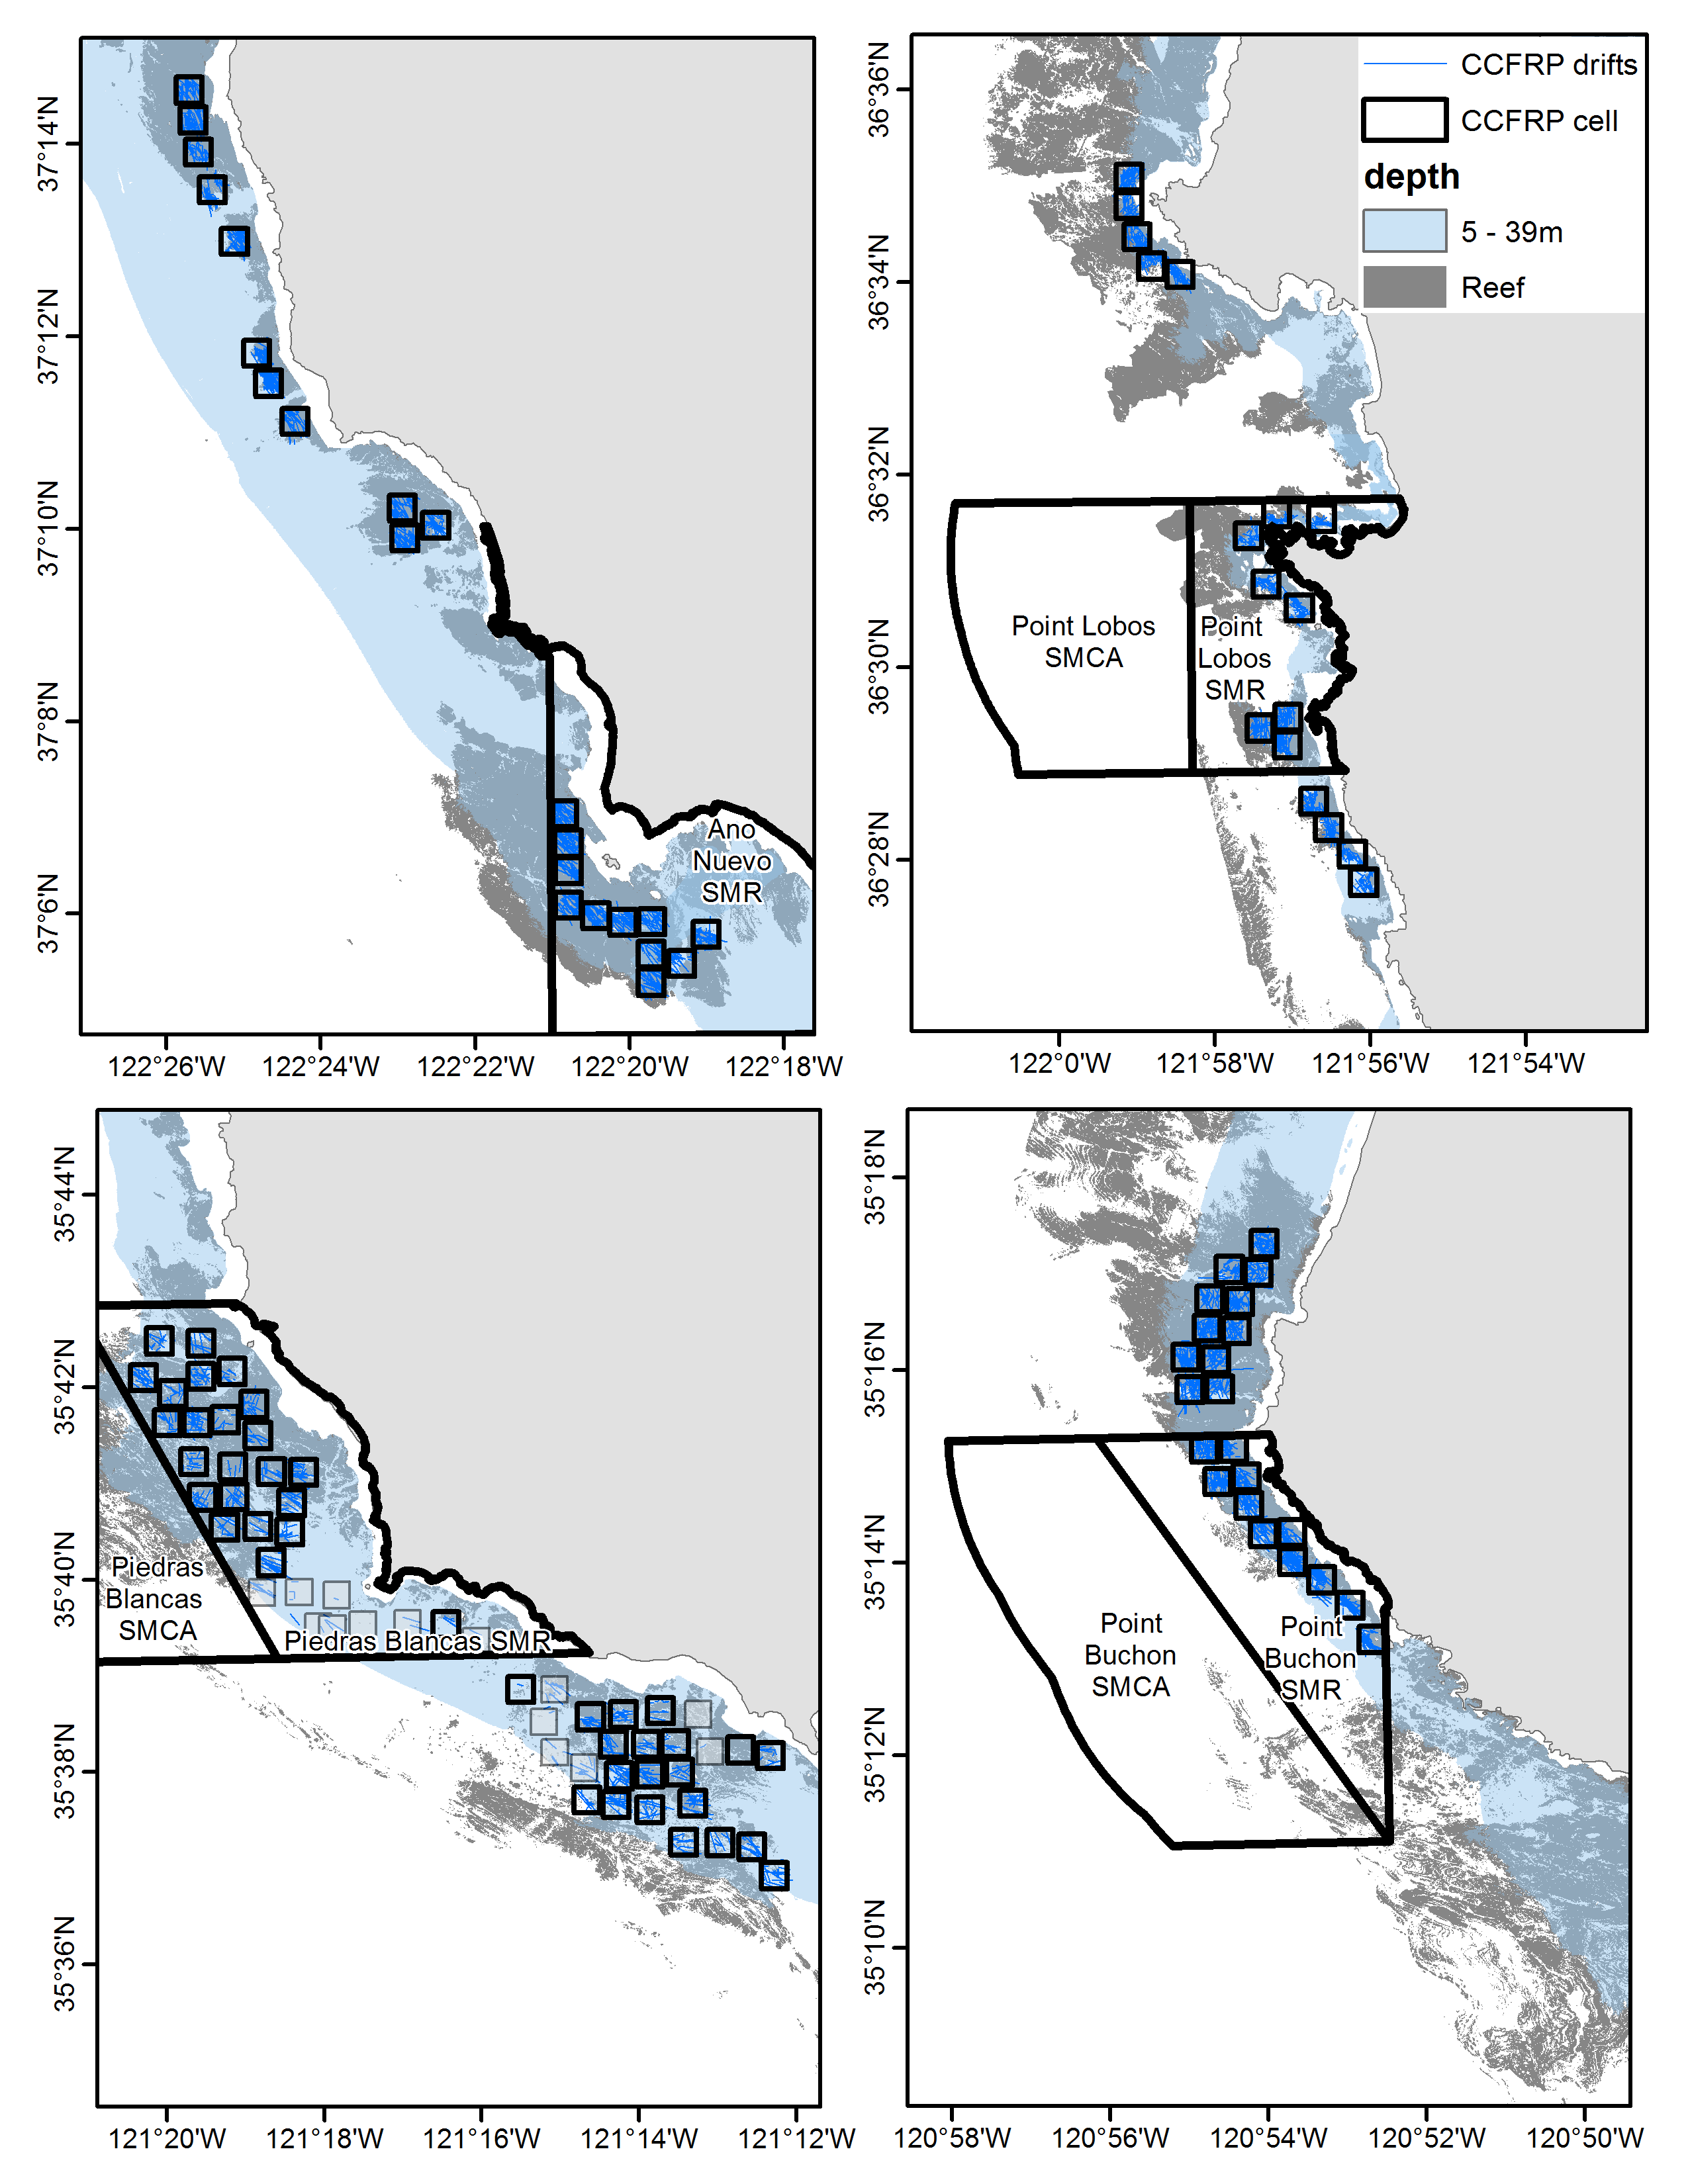 37°14'N
37°12'N
37°10'N
37°8'N
37°6'N
Ano
Nuevo
SMR
122°26'W
122°24'W
122°22'W
122°20'W
122°18'W
36°36'N
36°34'N
36°32'N
36°30'N
36°28'N
CCFRP drifts
CCFRP cell
depth
5 - 39m
Reef
Point Lobos
SMCA
Point
Lobos
SMR
122°0'W
121°58'W
121°56'W
121°54'W
35°44'N
35°42'N
35°40'N
35°38'N
35°36'N
Piedras
Blancas
SMCA
Piedras Blancas SMR
121°20'W
121°18'W
121°16'W
121°14'W
121°12'W
35°18'N
35°16'N
35°14'N
35°12'N
35°10'N
Point
Buchon
SMCA
Point
Buchon
SMR
120°58'W
120°56'W
120°54'W
120°52'W
120°50'W